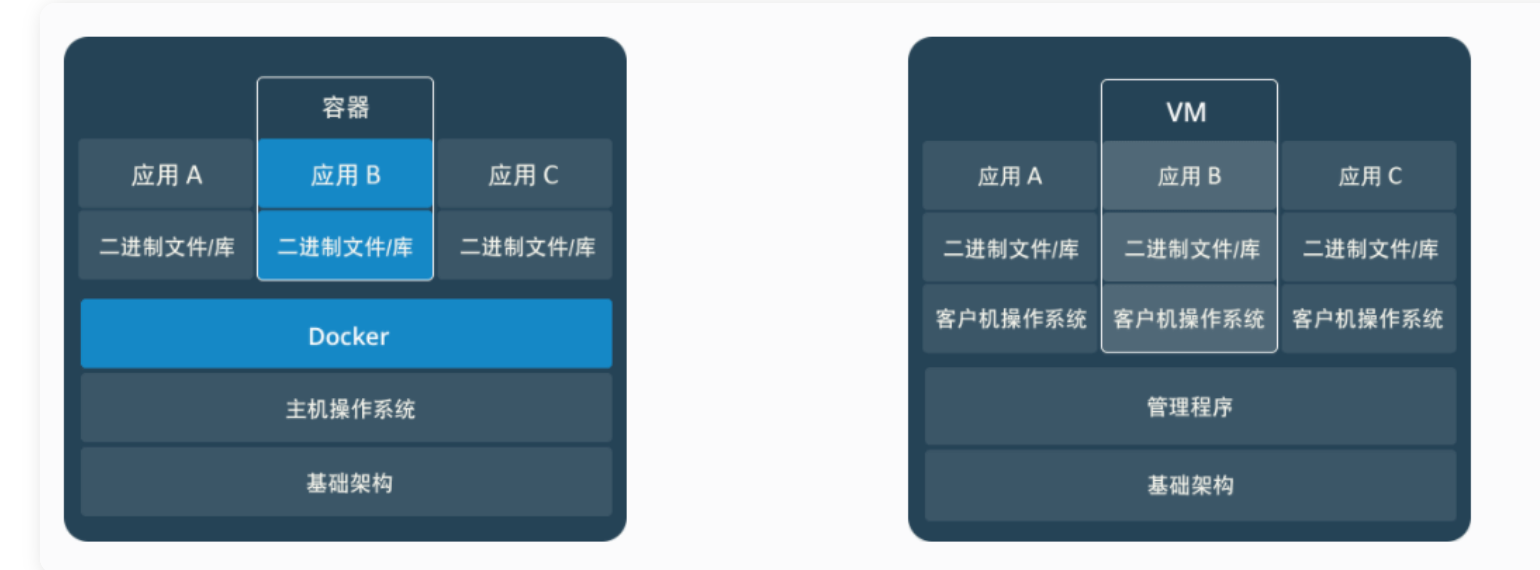 容器
应用 A
应用 B
应用 C
二进制文件/库
二进制文件/库
二进制文件/库
Docker
主机操作系统
基础架构
VM
应用 A
应用 B
应用 C
二进制文件/库
二进制文件/库
二进制文件/库
客户机操作系统
客户机操作系统
客户机操作系统
管理程序
基础架构